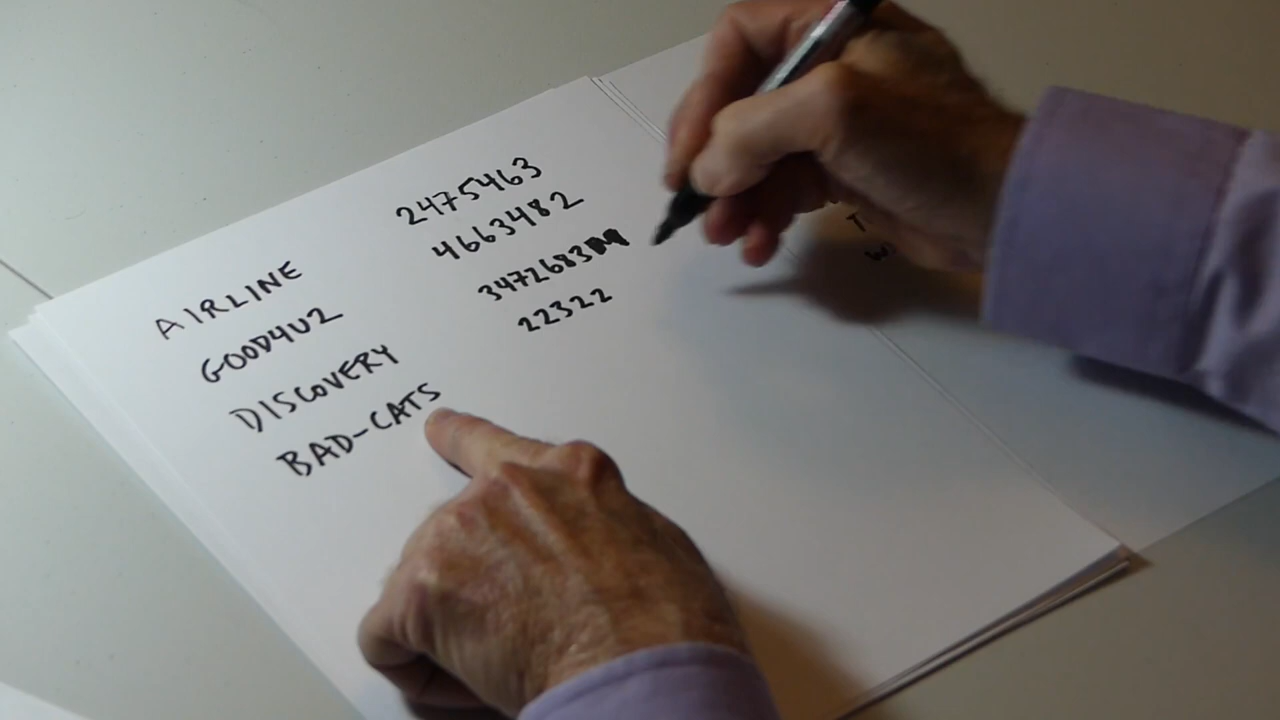 AIRLINE 2475463
GOOD4U2 4663482
DISCOVERY 3472683
BAD-CATS 22322
T
W